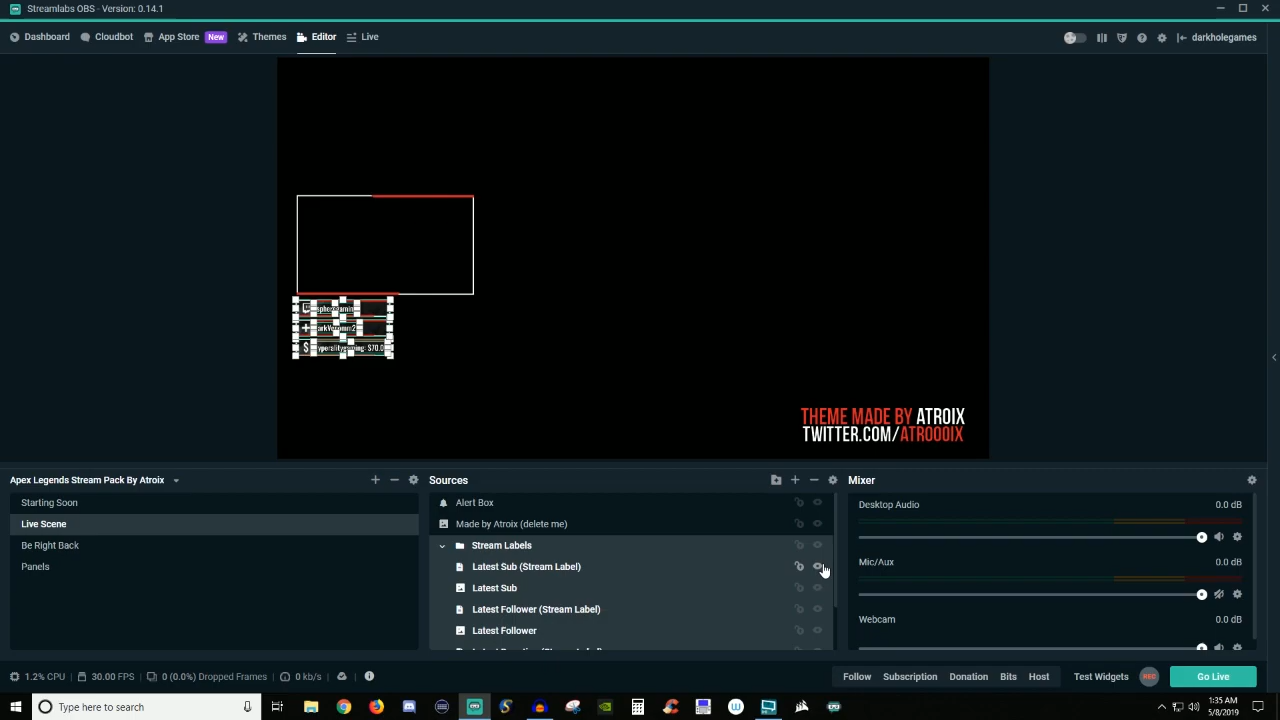 Streamlabs OBS - Version: 0.14.1
Dashboard
Cloudbot
App Store New
Themes
Editor
Live
darkholegames
$70.0
THEME MADE BY ATROIX
TWITTER.COM/ATROOOIX
Apex Legends Stream Pack By Atroix
Starting Soon
Live Scene
Be Right Back
Panels
Sources
Alert Box
Made by Atroix (delete me)
Stream Labels
Latest Sub (Stream Label)
Latest Sub
Latest Follower (Stream Label)
Latest Follower
Mixer
Desktop Audio 0.0 dB
Mic/Aux 0.0 dB
Webcam 0.0 dB
1.2% CPU
30.00 FPS
0 (0.0%) Dropped Frames
0 kb/s
Follow
Subscription
Donation
Bits
Host
Test Widgets
REC
Go Live
Type here to search
1:35 AM
5/8/2019